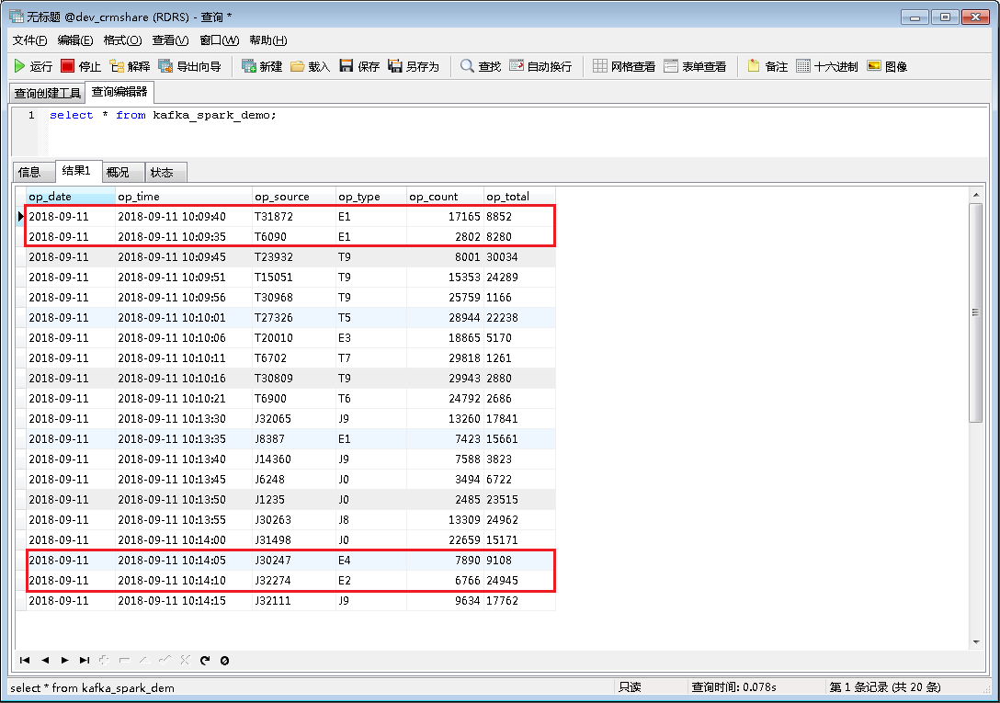 无标题 @dev_crmshare (RDRS) - 查询 *
文件(F) 编辑(E) 格式(O) 查看(V) 窗口(W) 帮助(H)
运行 停止 解释 导出向导 新建 载入 保存 另存为 查找 自动换行 网格查看 表单查看 备注 十六进制 图像
查询创建工具 查询编辑器
1 select * from kafka_spark_demo;
信息 结果1 概况 状态
op_date op_time op_source op_type op_count op_total
2018-09-11 2018-09-11 10:09:40 T31872 E1 17165 8852
2018-09-11 2018-09-11 10:09:35 T6090 E1 2802 8280
2018-09-11 2018-09-11 10:09:45 T23932 T9 8001 30034
2018-09-11 2018-09-11 10:09:51 T15051 T9 15353 24289
2018-09-11 2018-09-11 10:09:56 T30968 T9 25759 1166
2018-09-11 2018-09-11 10:10:01 T27326 T5 28944 22238
2018-09-11 2018-09-11 10:10:06 T20010 E3 18865 5170
2018-09-11 2018-09-11 10:10:11 T6702 T7 29818 1261
2018-09-11 2018-09-11 10:10:16 T30809 T9 29943 2880
2018-09-11 2018-09-11 10:10:21 T6900 T6 24792 2686
2018-09-11 2018-09-11 10:13:30 J32065 J9 13260 17841
2018-09-11 2018-09-11 10:13:35 J8387 E1 7423 15661
2018-09-11 2018-09-11 10:13:40 J14360 J9 7588 3823
2018-09-11 2018-09-11 10:13:45 J6248 J0 3494 6722
2018-09-11 2018-09-11 10:13:50 J1235 J0 2485 23515
2018-09-11 2018-09-11 10:13:55 J30263 J8 13309 24962
2018-09-11 2018-09-11 10:14:00 J31498 J0 22659 15171
2018-09-11 2018-09-11 10:14:05 J30247 E4 7890 9108
2018-09-11 2018-09-11 10:14:10 J32274 E2 6766 24945
2018-09-11 2018-09-11 10:14:15 J32111 J9 9634 17762
select * from kafka_spark_dem 只读 查询时间: 0.078s 第 1 条记录 (共 20 条)